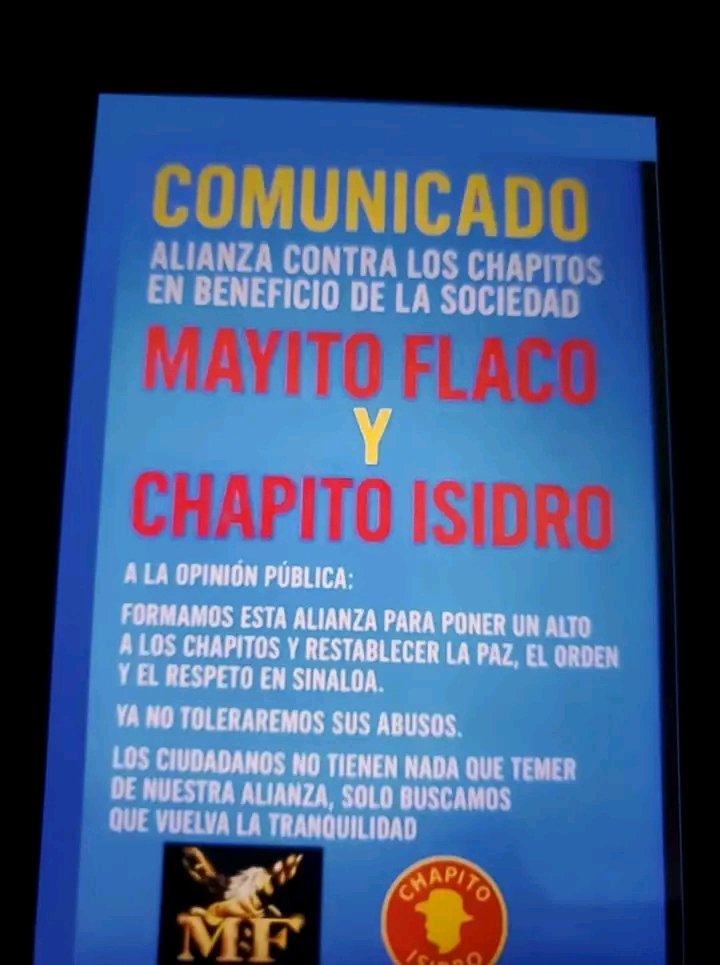 COMUNICADO
ALIANZA CONTRA LOS CHAPITOS
EN BENEFICIO DE LA SOCIEDAD
MAYITO FLACO
Y
CHAPITO ISIDRO
A LA OPINIÓN PÚBLICA:
FORMAMOS ESTA ALIANZA PARA PONER UN ALTO
A LOS CHAPITOS Y RESTABLECER LA PAZ, EL ORDEN
Y EL RESPETO EN SINALOA.
YA NO TOLERAREMOS SUS ABUSOS.
LOS CIUDADANOS NO TIENEN NADA QUE TEMER
DE NUESTRA ALIANZA, SOLO BUSCAMOS
QUE VUELVA LA TRANQUILIDAD
M:F
CHAPITO
ISIDRO